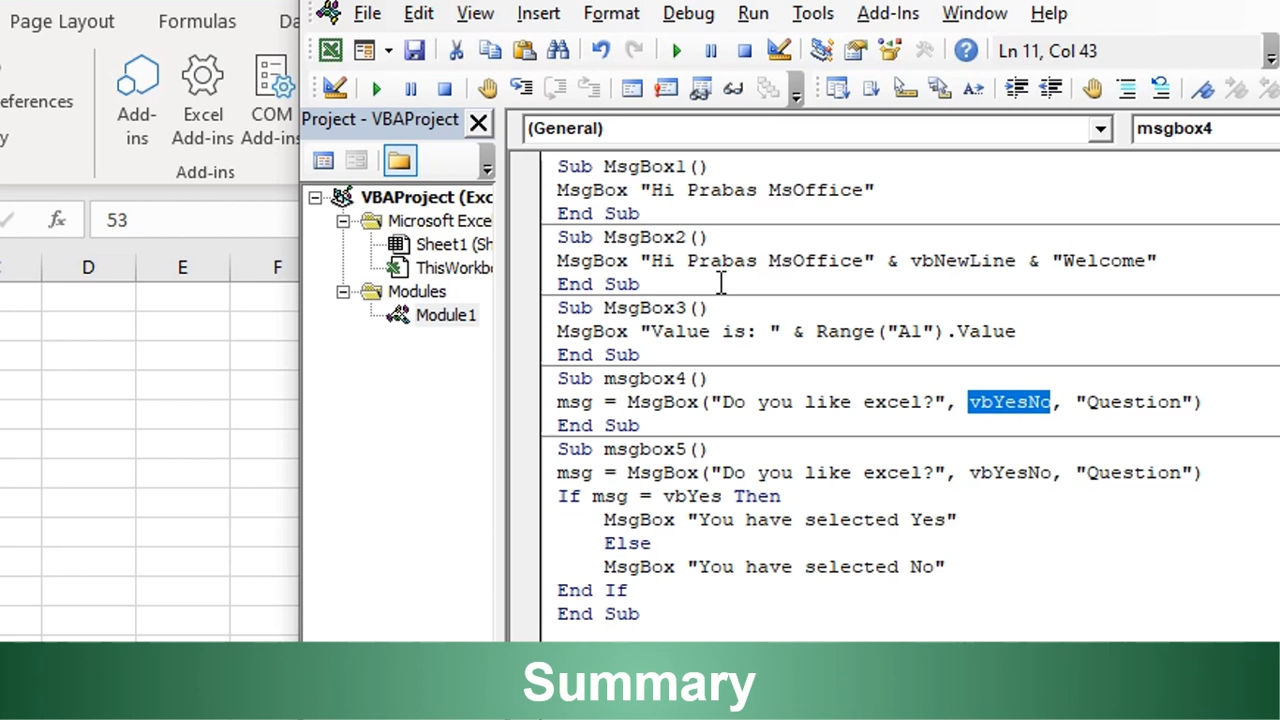 Page Layout
Formulas
Da
File Edit View Insert Format Debug Run Tools Add-Ins Window Help
Ln 11, Col 43
eferences
y
Add-
ins
Excel
Add-ins
COM
Add-ins
Add-ins
Project - VBAProject
(General)
msgbox4
fx
53
D E F
VBAProject (Exc
Microsoft Exce
Sheet1 (Sh
ThisWorkb
Modules
Module1
Sub MsgBox1()
MsgBox "Hi Prabas MsOffice"
End Sub
Sub MsgBox2()
MsgBox "Hi Prabas MsOffice" & vbNewLine & "Welcome"
End Sub
Sub MsgBox3()
MsgBox "Value is: " & Range("A1").Value
End Sub
Sub msgbox4()
msg = MsgBox("Do you like excel?", vbYesNo, "Question")
End Sub
Sub msgbox5()
msg = MsgBox("Do you like excel?", vbYesNo, "Question")
If msg = vbYes Then
MsgBox "You have selected Yes"
Else
MsgBox "You have selected No"
End If
End Sub
Summary